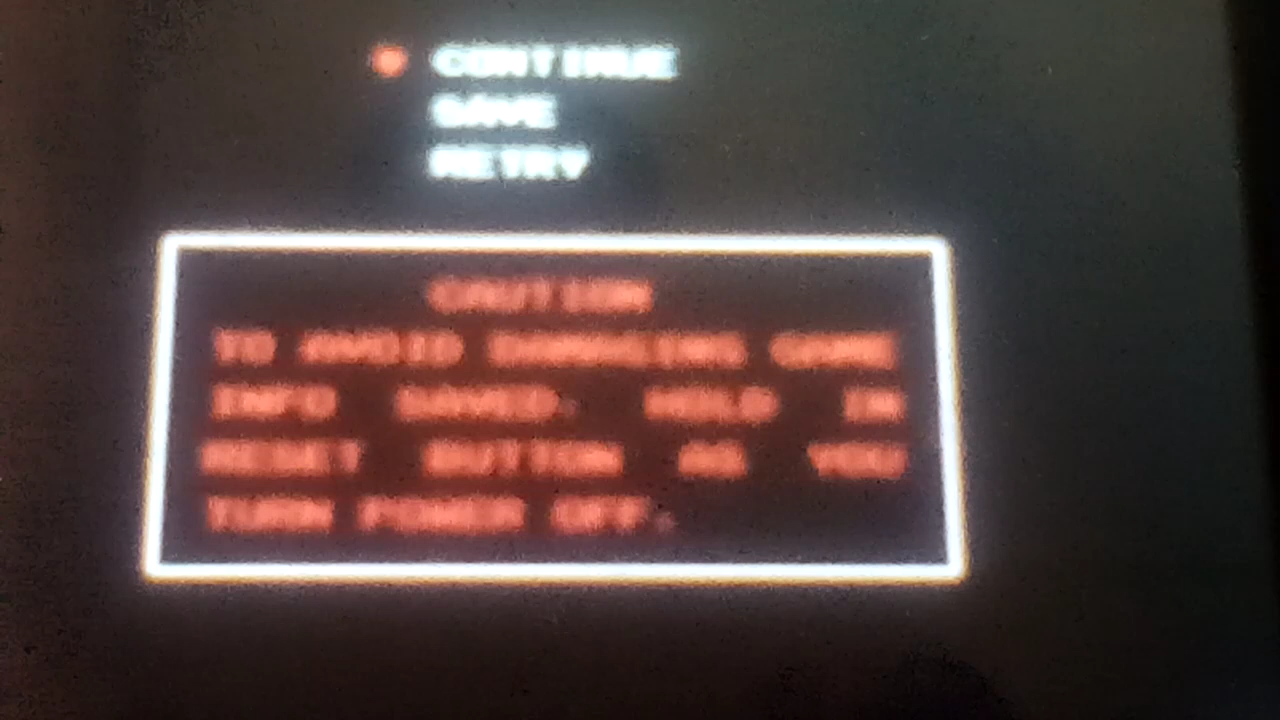 CONTINUE
SAVE
RETRY
CAUTION
TO AVOID DAMAGING GAME
INFO SAVED, HOLD IN
RESET BUTTON AS YOU
TURN POWER OFF.